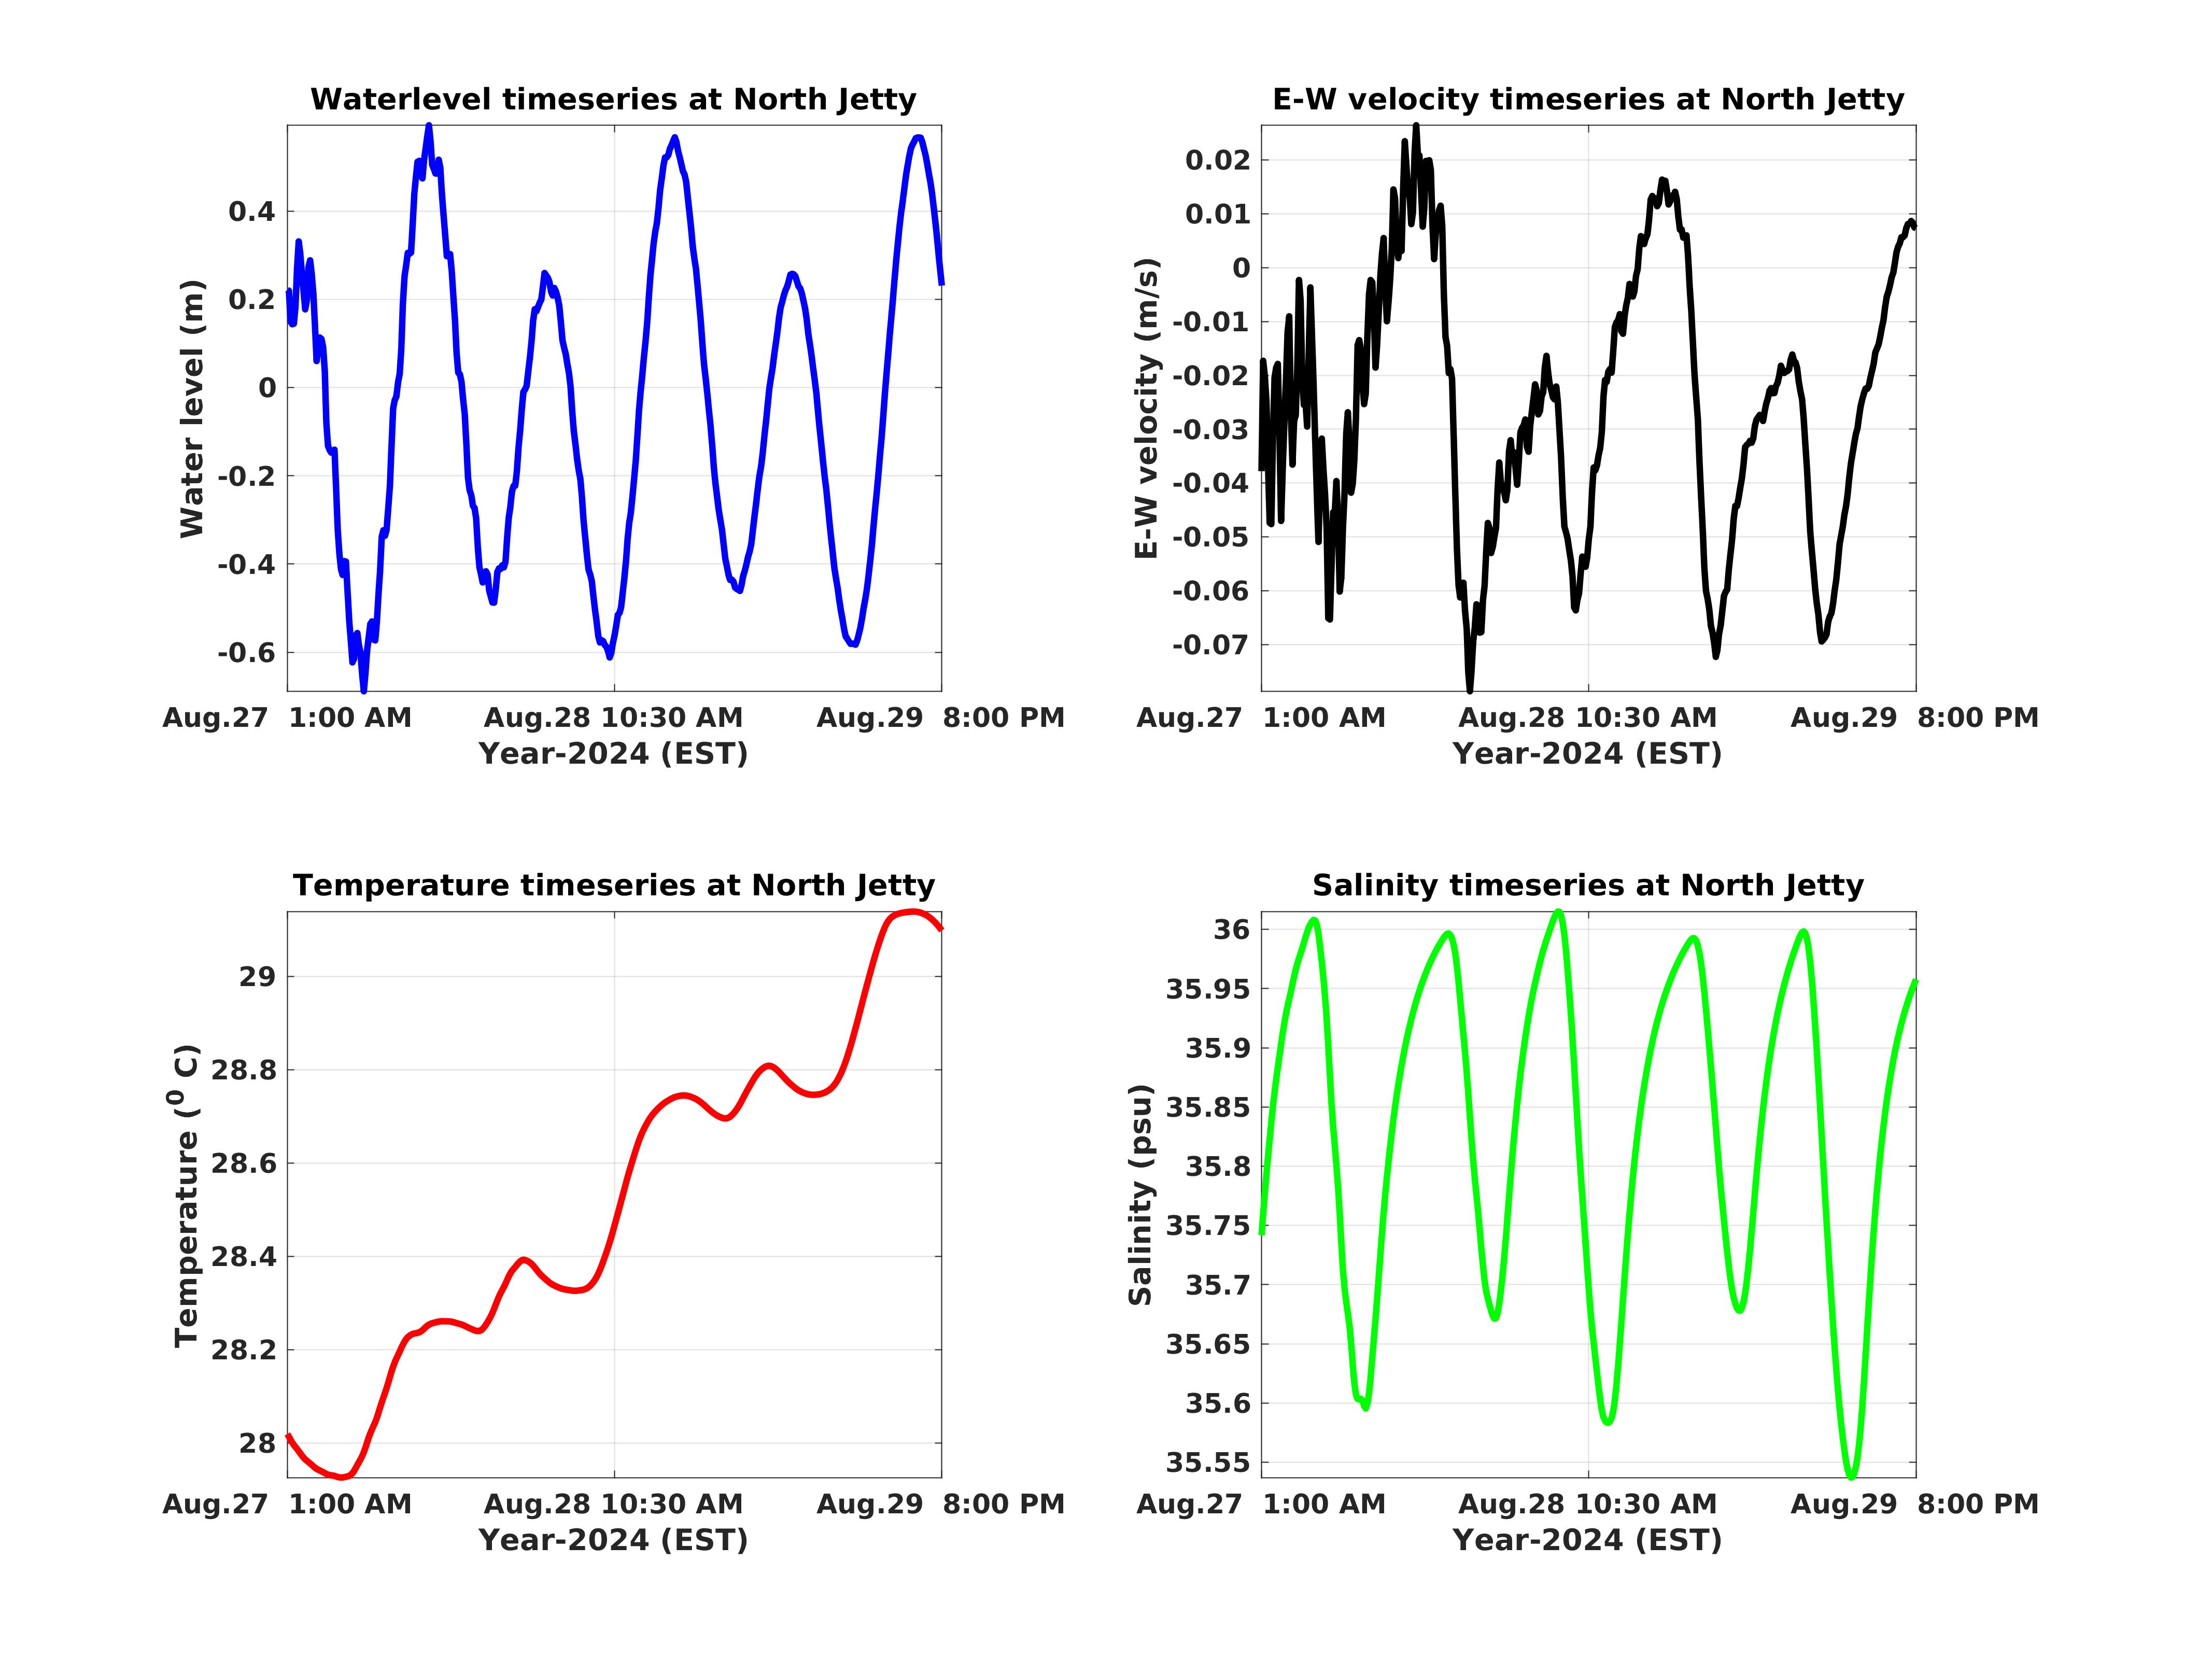 Waterlevel timeseries at North Jetty
Water level (m)
0.4
0.2
0
-0.2
-0.4
-0.6
Aug.27 1:00 AM
Aug.28 10:30 AM
Aug.29 8:00 PM
Year-2024 (EST)
E-W velocity timeseries at North Jetty
E-W velocity (m/s)
0.02
0.01
0
-0.01
-0.02
-0.03
-0.04
-0.05
-0.06
-0.07
Aug.27 1:00 AM
Aug.28 10:30 AM
Aug.29 8:00 PM
Year-2024 (EST)
Temperature timeseries at North Jetty
Temperature (⁰ C)
29
28.8
28.6
28.4
28.2
28
Aug.27 1:00 AM
Aug.28 10:30 AM
Aug.29 8:00 PM
Year-2024 (EST)
Salinity timeseries at North Jetty
Salinity (psu)
36
35.95
35.9
35.85
35.8
35.75
35.7
35.65
35.6
35.55
Aug.27 1:00 AM
Aug.28 10:30 AM
Aug.29 8:00 PM
Year-2024 (EST)